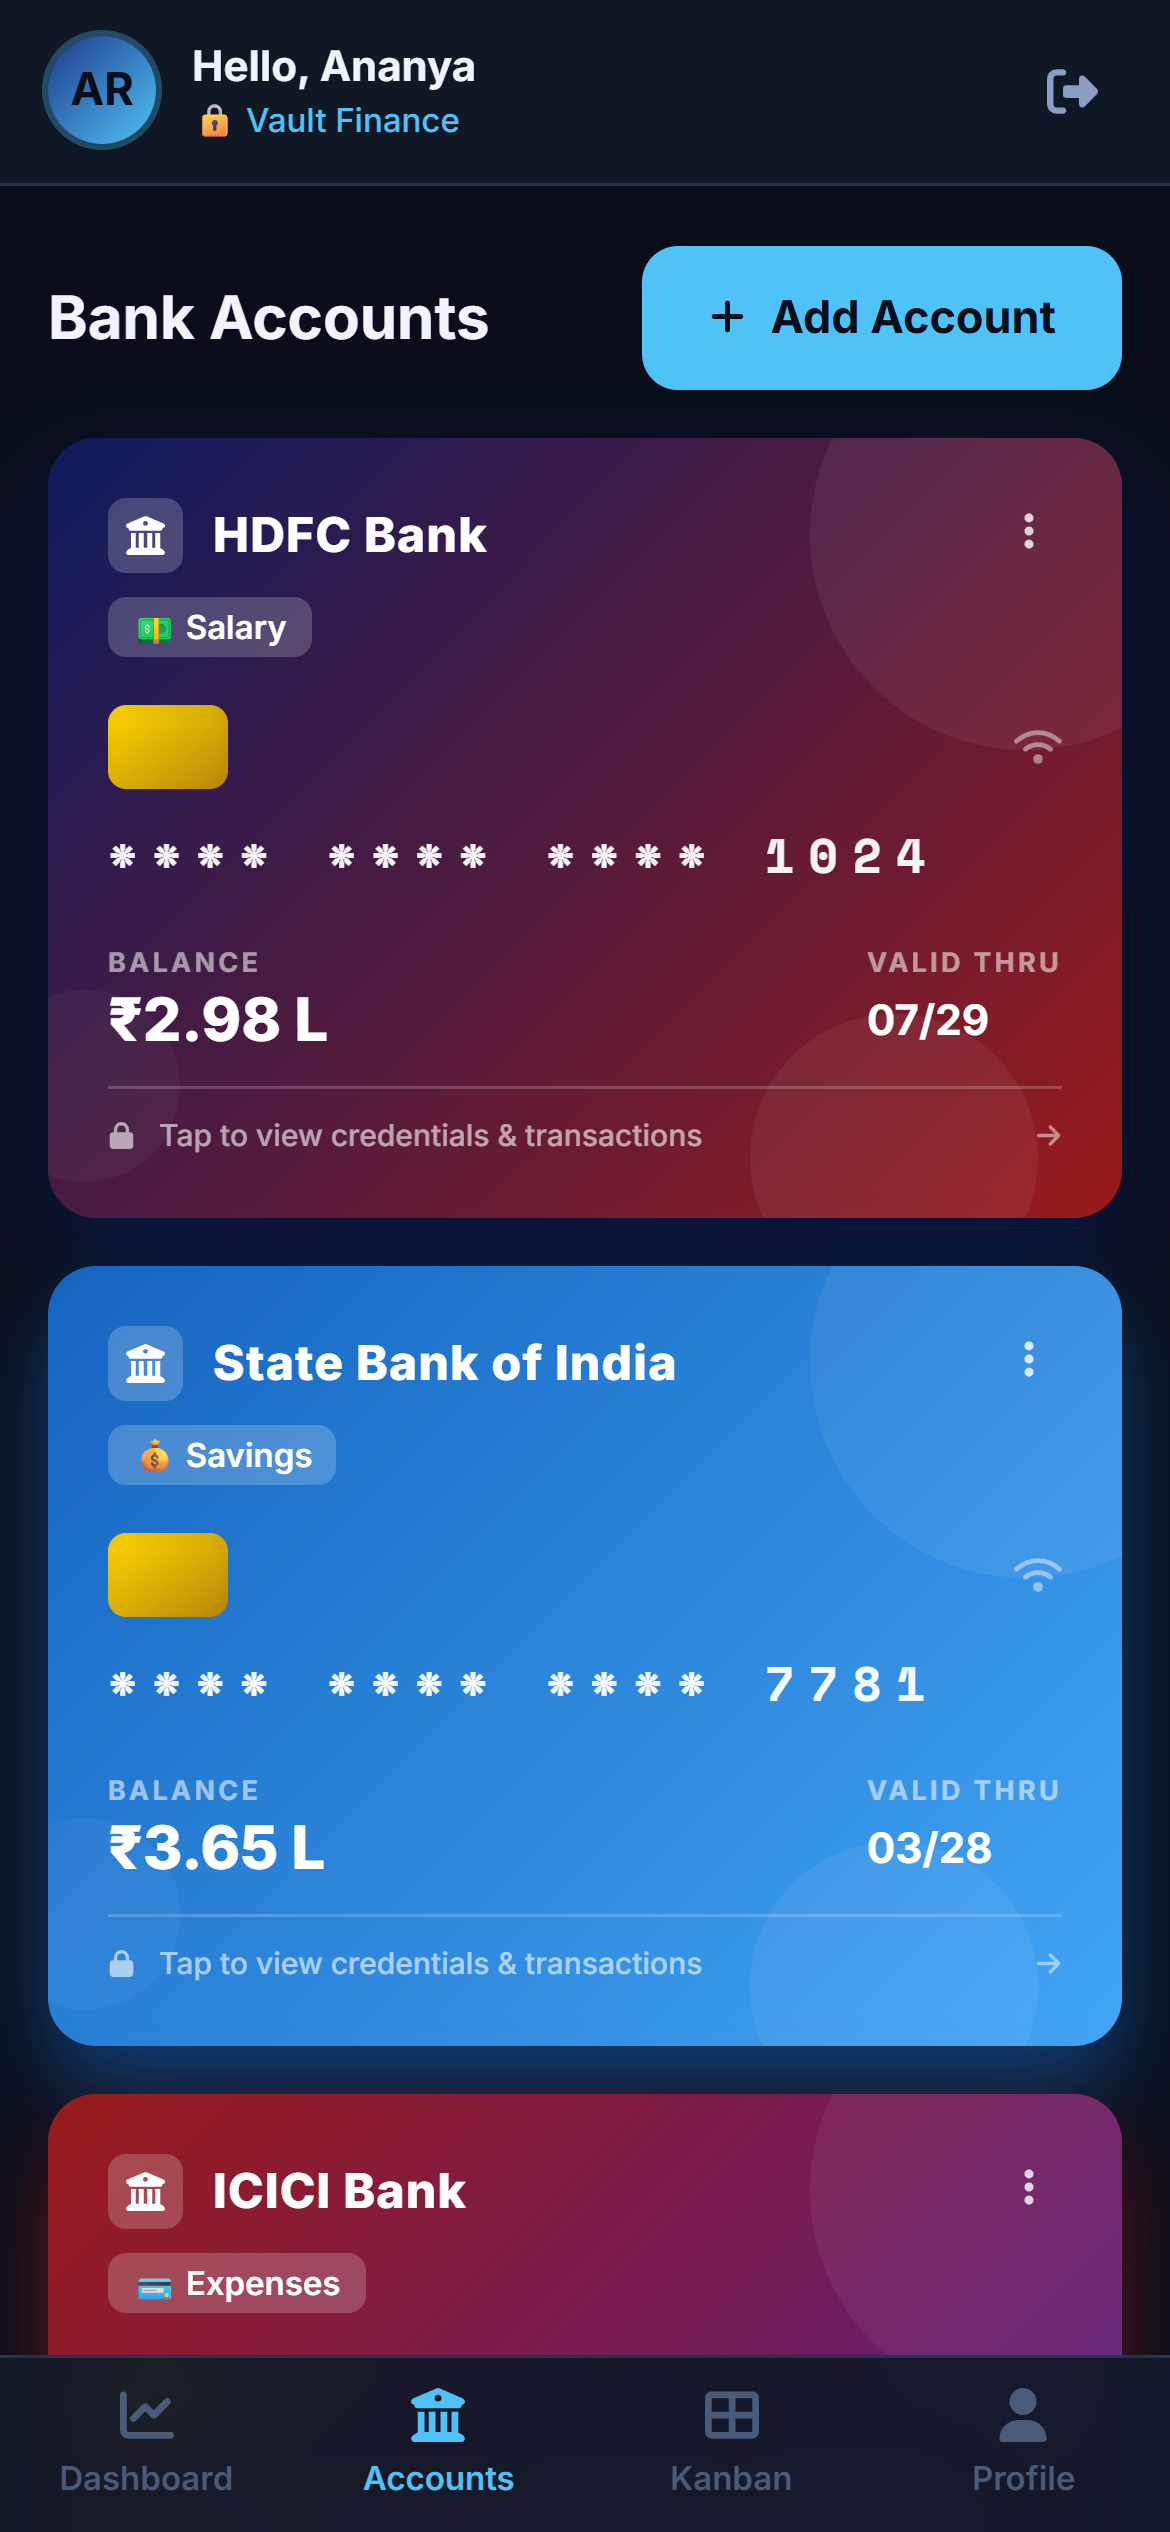 AR
Hello, Ananya
🔒 Vault Finance
Bank Accounts
+ Add Account
HDFC Bank
💵 Salary
**** **** **** 1024
BALANCE VALID THRU
₹2.98 L 07/29
Tap to view credentials & transactions →
State Bank of India
💰 Savings
**** **** **** 7781
BALANCE VALID THRU
₹3.65 L 03/28
Tap to view credentials & transactions →
ICICI Bank
💳 Expenses
Dashboard Accounts Kanban Profile